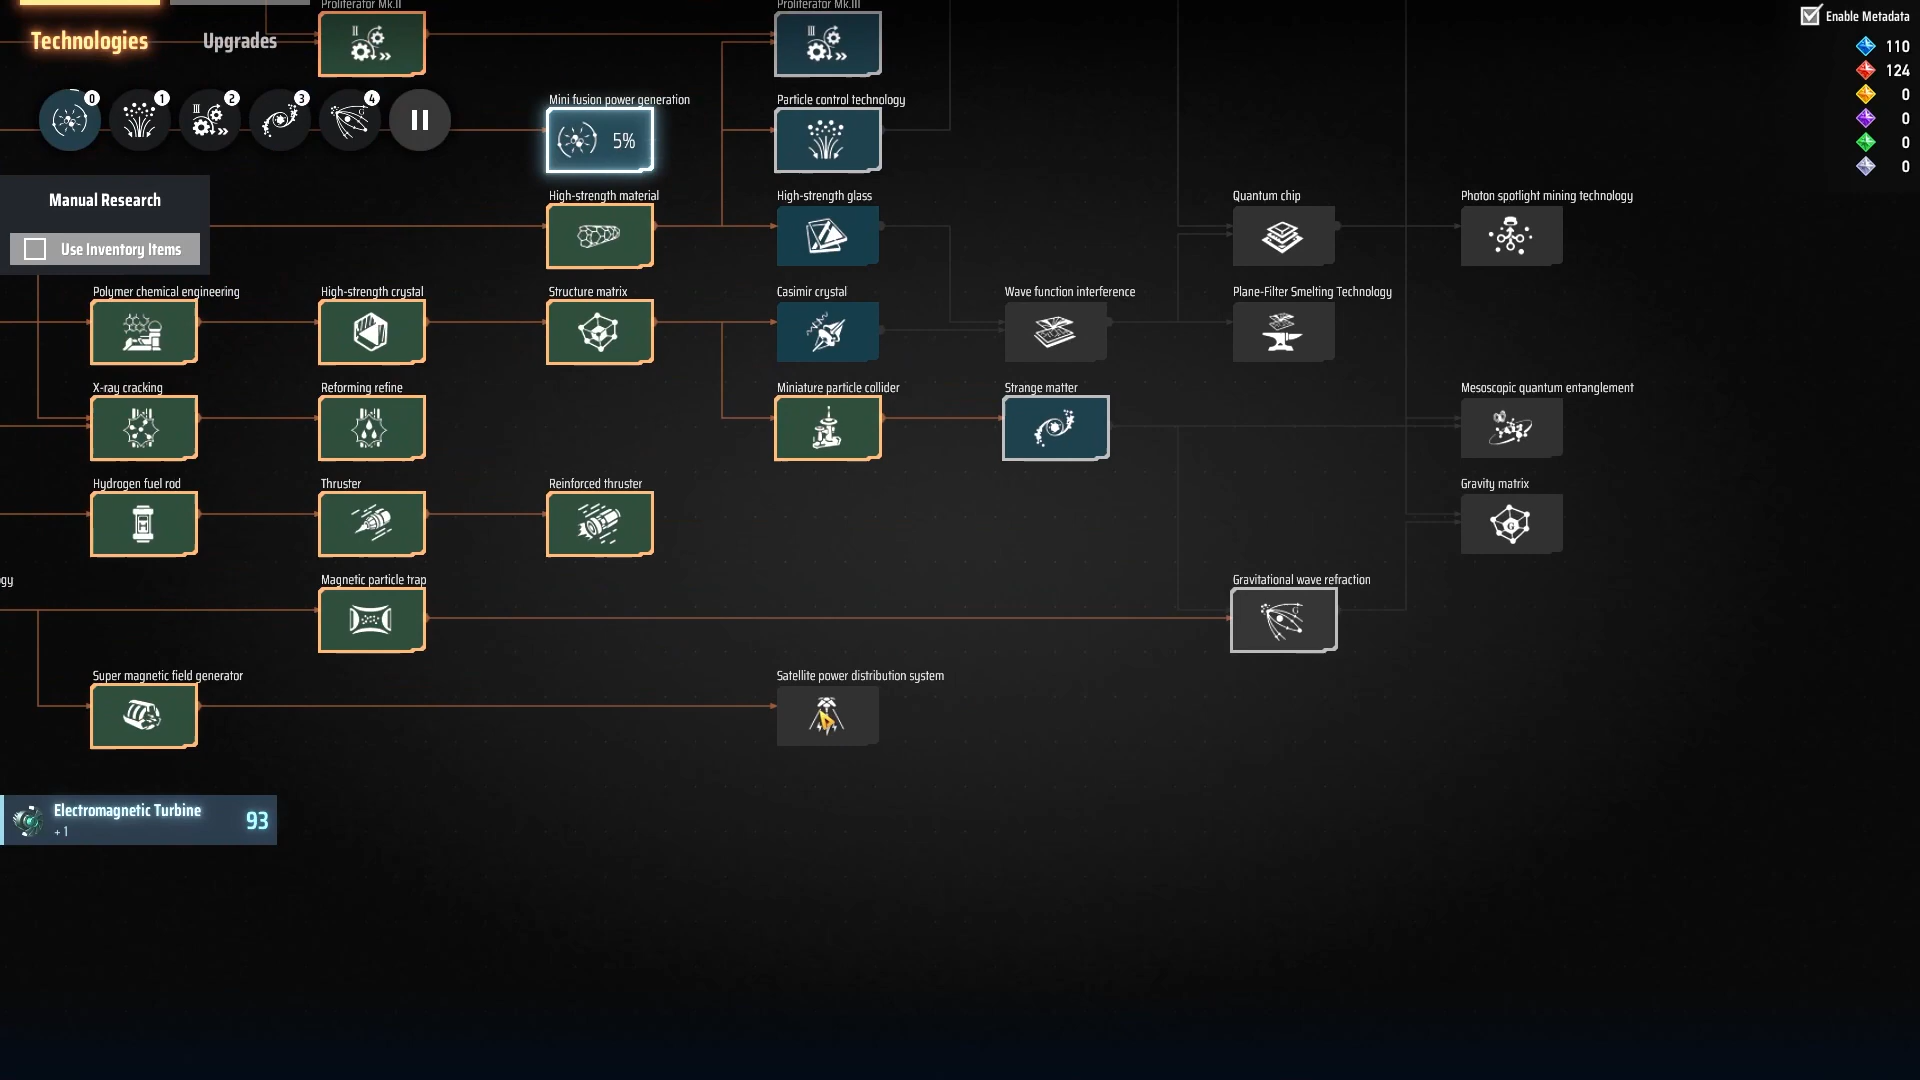 Proliferator Mk.II
Proliferator Mk.III
Enable Metadata
Technologies
Upgrades
110
124
0
0
0
0
0
1
2
3
4
Mini fusion power generation
5%
Particle control technology
Manual Research
Use Inventory Items
High-strength material
High-strength glass
Quantum chip
Photon spotlight mining technology
Polymer chemical engineering
High-strength crystal
Structure matrix
Casimir crystal
Wave function interference
Plane-Filter Smelting Technology
X-ray cracking
Reforming refine
Miniature particle collider
Strange matter
Mesoscopic quantum entanglement
Hydrogen fuel rod
Thruster
Reinforced thruster
Gravity matrix
gy
Magnetic particle trap
Gravitational wave refraction
Super magnetic field generator
Satellite power distribution system
Electromagnetic Turbine
+ 1
93